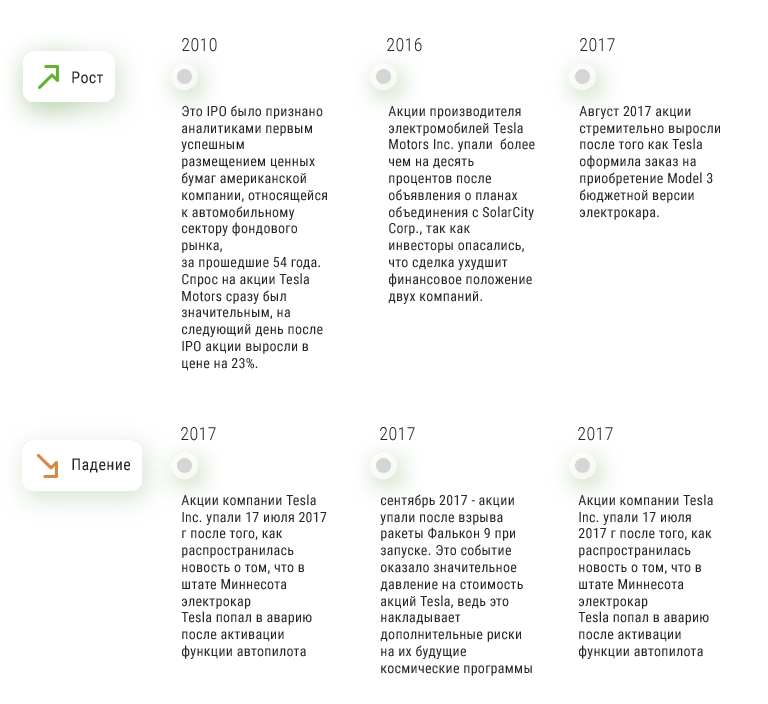 Рост
2010
Это IPO было признано
аналитиками первым
успешным
размещением ценных
бумаг американской
компании, относящейся
к автомобильному
сектору фондового
рынка,
за прошедшие 54 года.
Спрос на акции Tesla
Motors сразу был
значительным, на
следующий день после
IPO акции выросли в
цене на 23%.
2016
Акции производителя
электромобилей Tesla
Motors Inc. упали  более
чем на десять
процентов после
объявления о планах
объединения с SolarCity
Corp., так как
инвесторы опасались,
что сделка ухудшит
финансовое положение
двух компаний.
2017
Август 2017 акции
стремительно выросли
после того как Tesla
оформила заказ на
приобретение Model 3
бюджетной версии
электрокара.
Падение
2017
Акции компании Tesla
Inc. упали 17 июля 2017
г после того, как
распространилась
новость о том, что в
штате Миннесота
электрокар
Tesla попал в аварию
после активации
функции автопилота
2017
сентябрь 2017 - акции
упали после взрыва
ракеты Фалькон 9 при
запуске. Это событие
оказало значительное
давление на стоимость
акций Tesla, ведь это
накладывает
дополнительные риски
на их будущие
космические программы
2017
Акции компании Tesla
Inc. упали 17 июля
2017 г после того, как
распространилась
новость о том, что в
штате Миннесота
электрокар
Tesla попал в аварию
после активации
функции автопилота